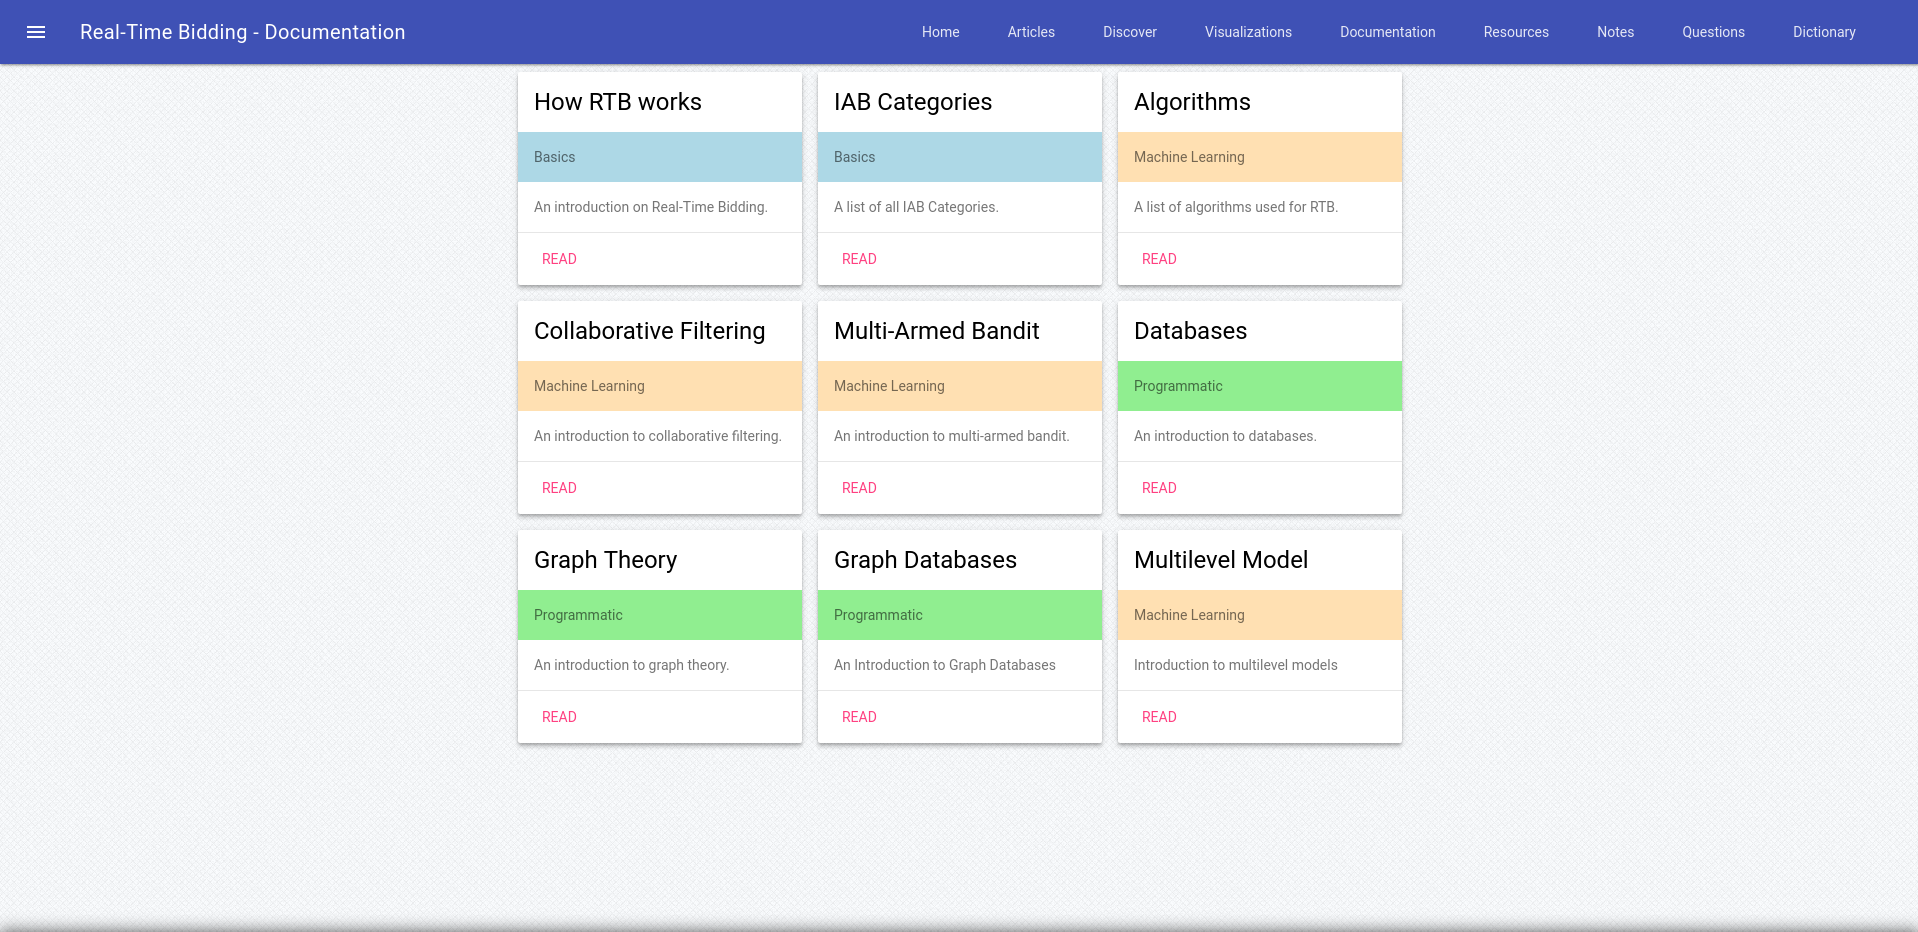 Real-Time Bidding - Documentation
Home
Articles
Discover
Visualizations
Documentation
Resources
Notes
Questions
Dictionary
How RTB works
Basics
An introduction on Real-Time Bidding.
READ
IAB Categories
Basics
A list of all IAB Categories.
READ
Algorithms
Machine Learning
A list of algorithms used for RTB.
READ
Collaborative Filtering
Machine Learning
An introduction to collaborative filtering.
READ
Multi-Armed Bandit
Machine Learning
An introduction to multi-armed bandit.
READ
Databases
Programmatic
An introduction to databases.
READ
Graph Theory
Programmatic
An introduction to graph theory.
READ
Graph Databases
Programmatic
An Introduction to Graph Databases
READ
Multilevel Model
Machine Learning
Introduction to multilevel models
READ